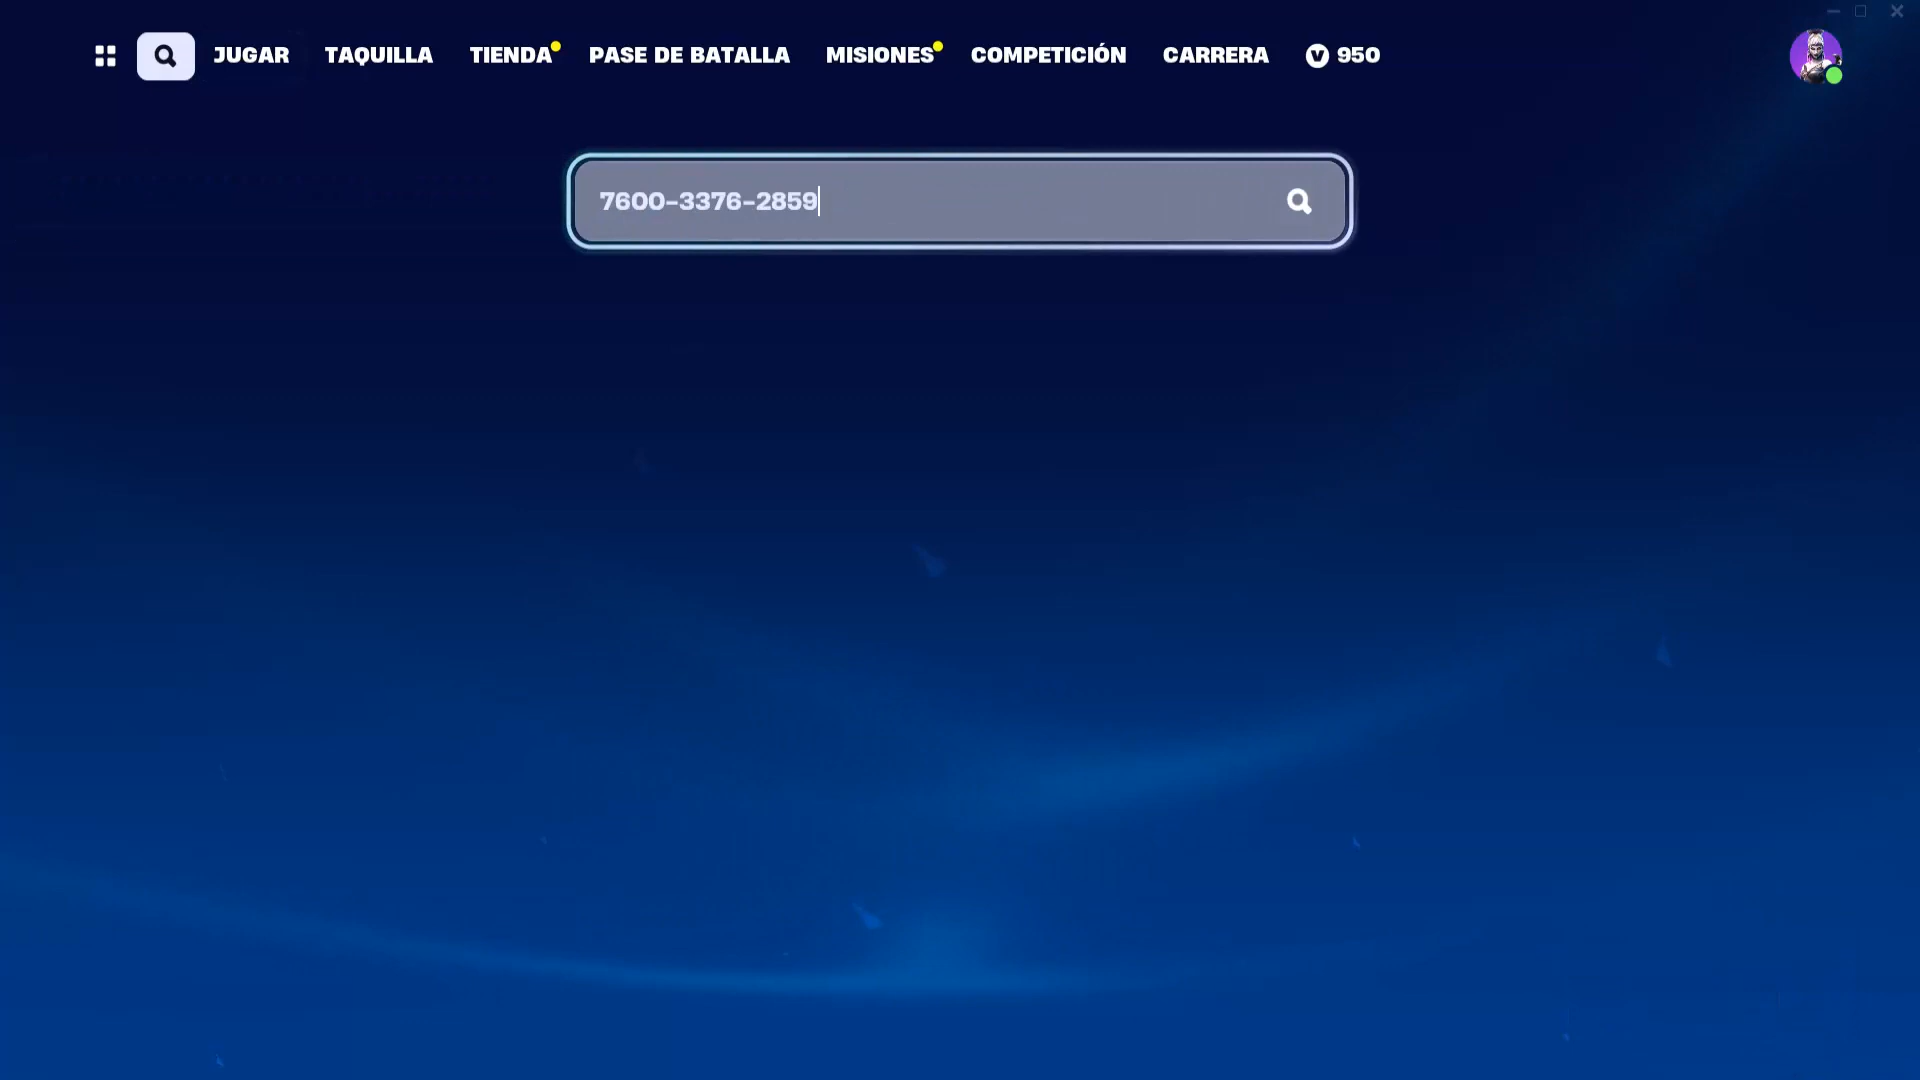 JUGAR TAQUILLA TIENDA PASE DE BATALLA MISIONES COMPETICIÓN CARRERA V 950
7600-3376-2859